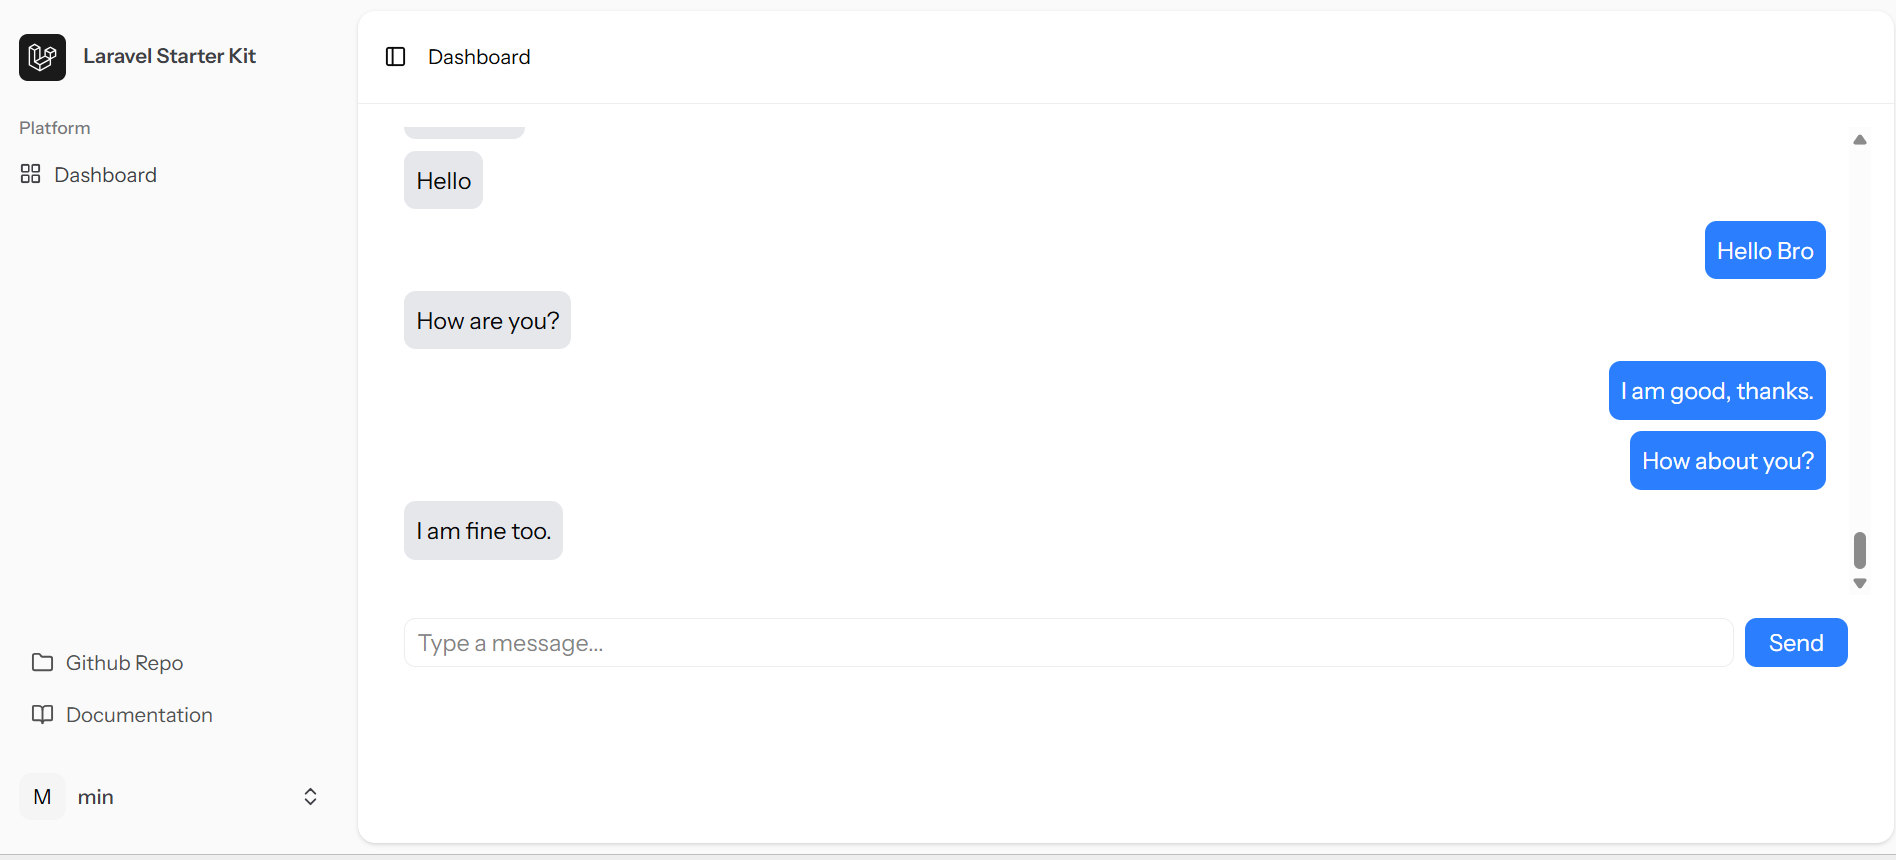 Laravel Starter Kit
Platform
Dashboard
Github Repo
Documentation
M
min
Dashboard
Hello
Hello Bro
How are you?
I am good, thanks.
How about you?
I am fine too.
Type a message...
Send